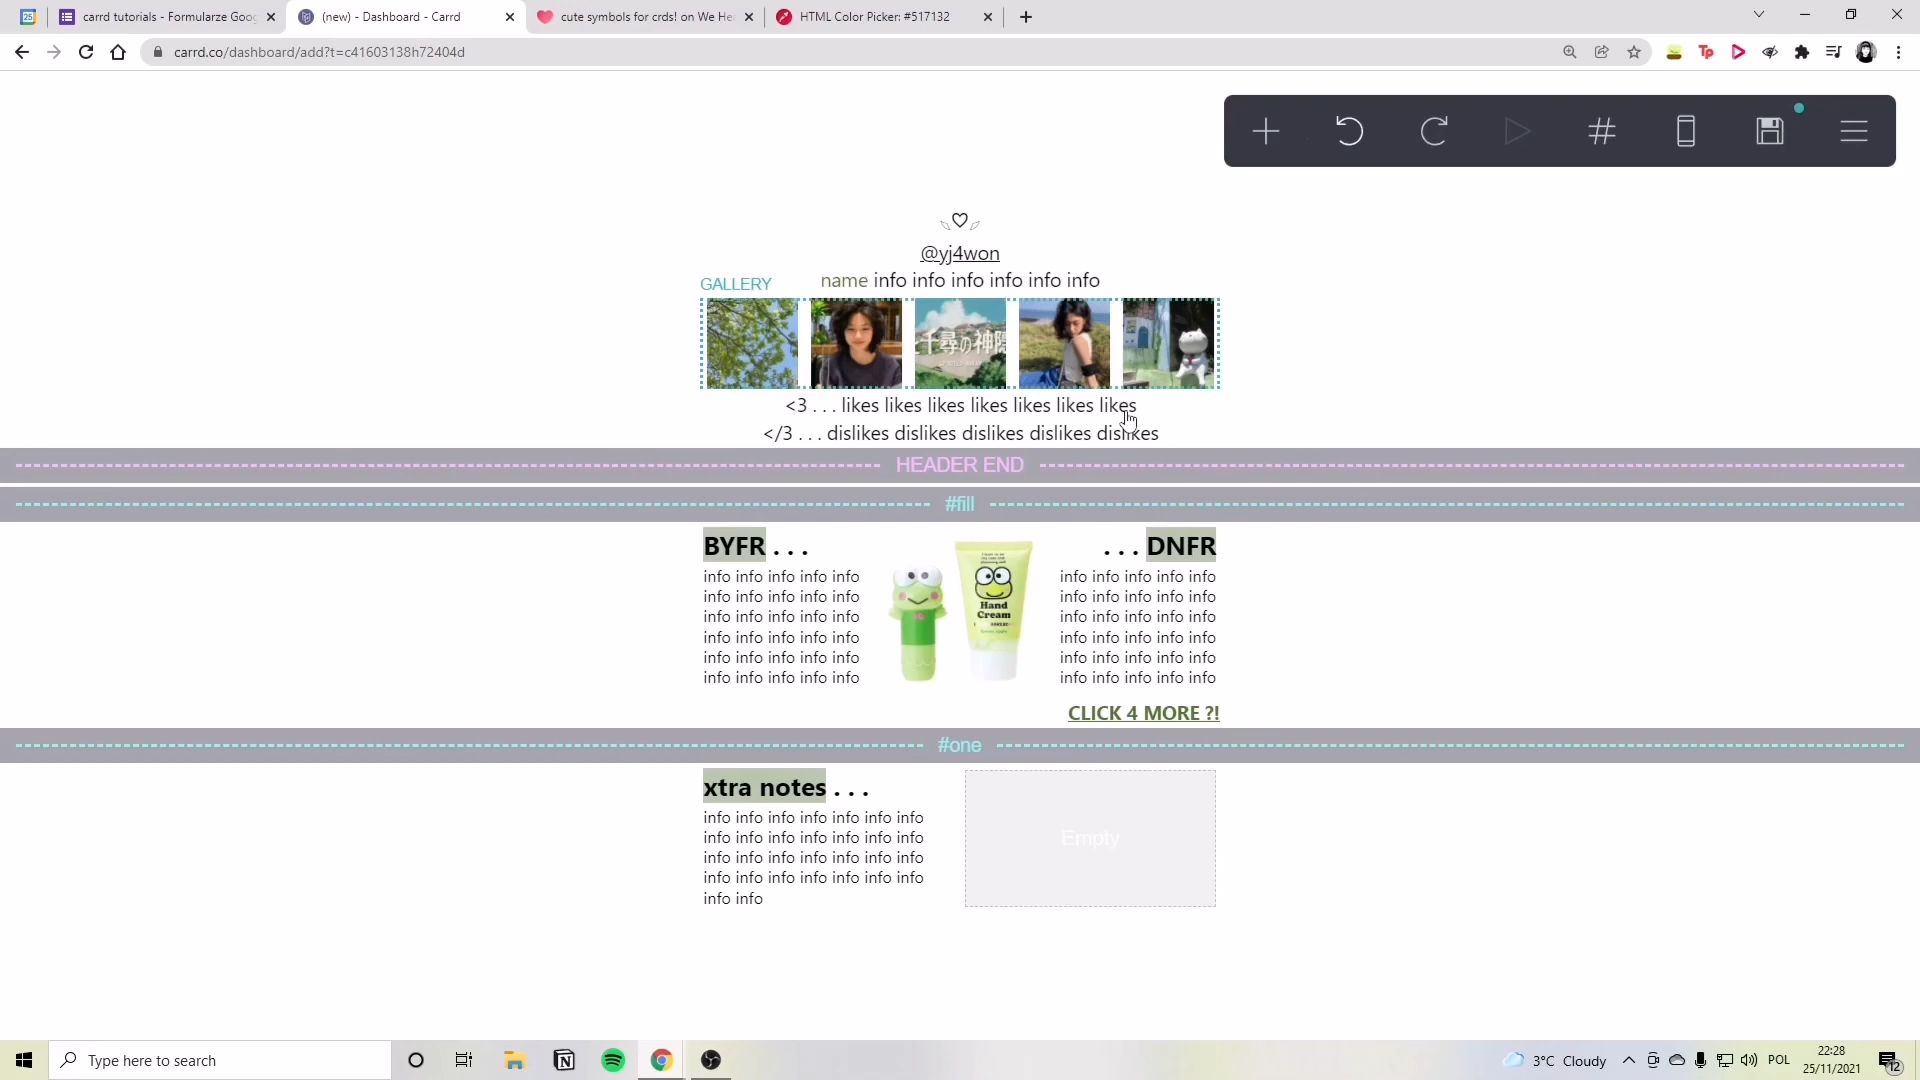 carrd tutorials - Formularze Goog
(new) - Dashboard - Carrd
cute symbols for crds! on We Hea
HTML Color Picker: #517132
carrd.co/dashboard/add?t=c41603138h72404d
@yj4won
GALLERY
name info info info info info info
千尋の神隠
<3 . . . likes likes likes likes likes likes likes
</3 . . . dislikes dislikes dislikes dislikes dislikes
HEADER END
#fill
BYFR . . .
info info info info info
info info info info info
info info info info info
info info info info info
info info info info info
info info info info info
Hand
Cream
. . . DNFR
info info info info info
info info info info info
info info info info info
info info info info info
info info info info info
info info info info info
CLICK 4 MORE ?!
#one
xtra notes . . .
info info info info info info info
info info info info info info info
info info info info info info info
info info info info info info info
info info
Empty
Type here to search
3°C Cloudy
POL
22:28
25/11/2021
12